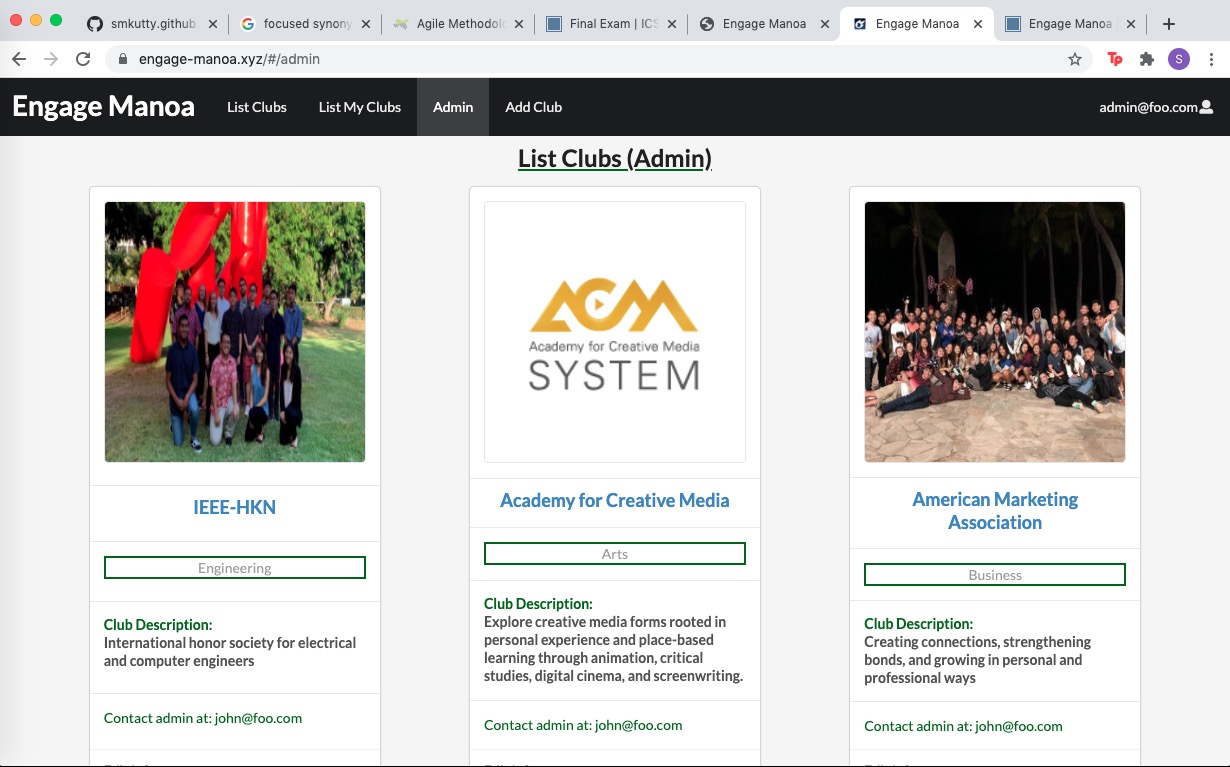 smkutty.github.
focused synony
Agile Methodolo
Final Exam | ICS
Engage Manoa
Engage Manoa
Engage Manoa
engage-manoa.xyz/#/admin
Tp
S
Engage Manoa
List Clubs
List My Clubs
Admin
Add Club
admin@foo.com
List Clubs (Admin)
IEEE-HKN
Engineering
Club Description:
International honor society for electrical
and computer engineers
Contact admin at: john@foo.com
ACM
Academy for Creative Media
SYSTEM
Academy for Creative Media
Arts
Club Description:
Explore creative media forms rooted in
personal experience and place-based
learning through animation, critical
studies, digital cinema, and screenwriting.
Contact admin at: john@foo.com
American Marketing
Association
Business
Club Description:
Creating connections, strengthening
bonds, and growing in personal and
professional ways
Contact admin at: john@foo.com